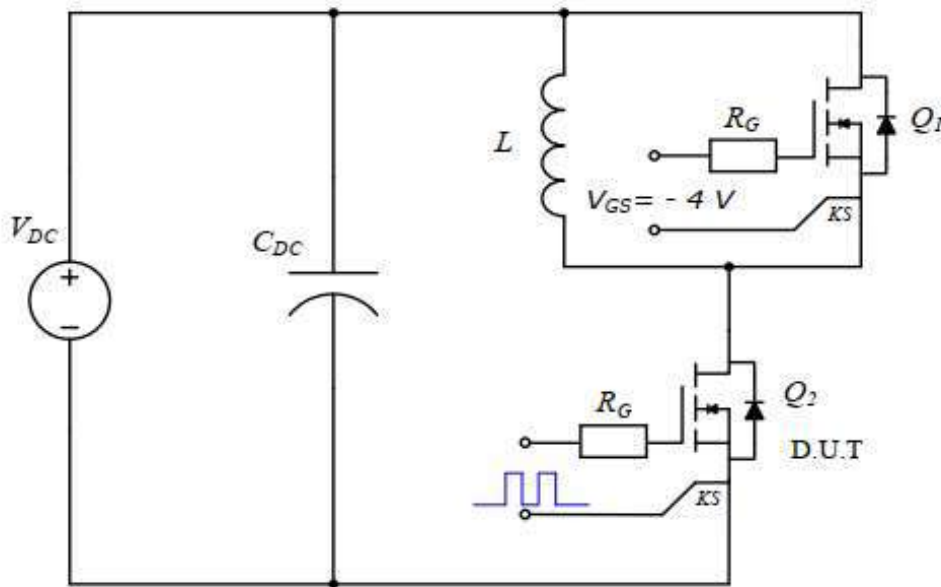 R_G
Q_1
L
V_GS = - 4 V
KS
V_DC
C_DC
+
−
R_G
Q_2
D.U.T
KS